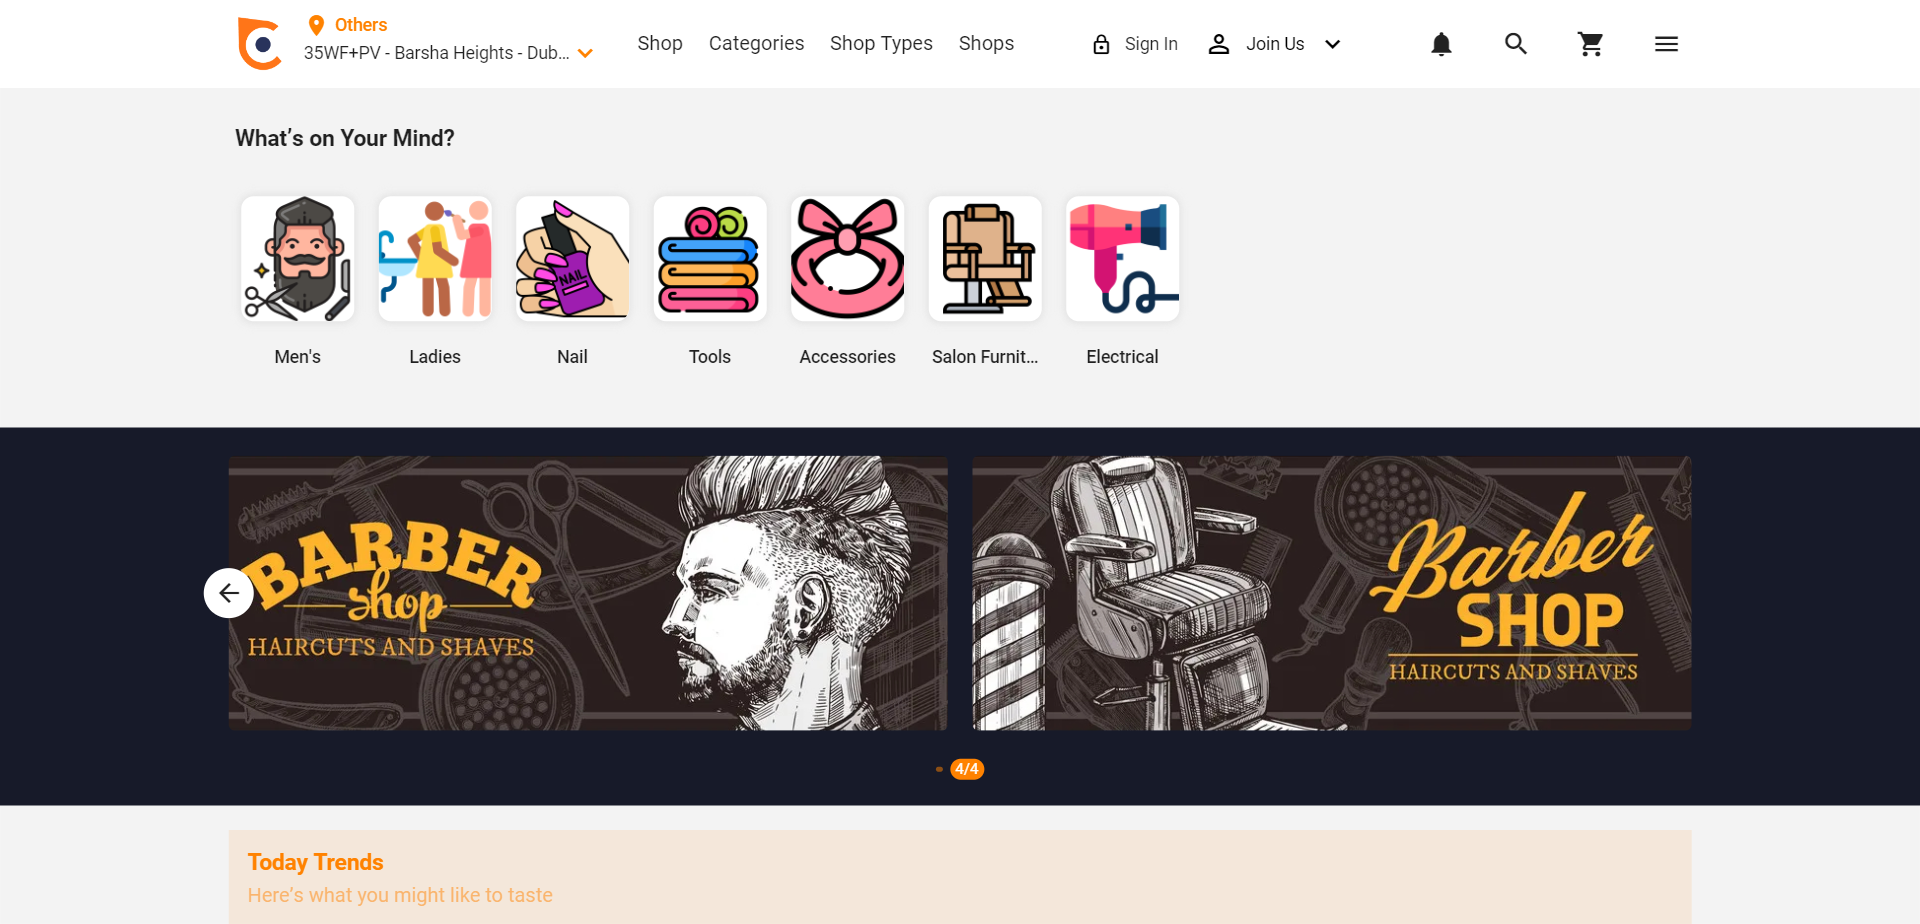 Others
35WF+PV - Barsha Heights - Dub...
Shop Categories Shop Types Shops
Sign In
Join Us
What's on Your Mind?
NAIL
Men's Ladies Nail Tools Accessories Salon Furnit... Electrical
BARBER
shop
HAIRCUTS AND SHAVES
Barber
SHOP
HAIRCUTS AND SHAVES
4/4
Today Trends
Here's what you might like to taste